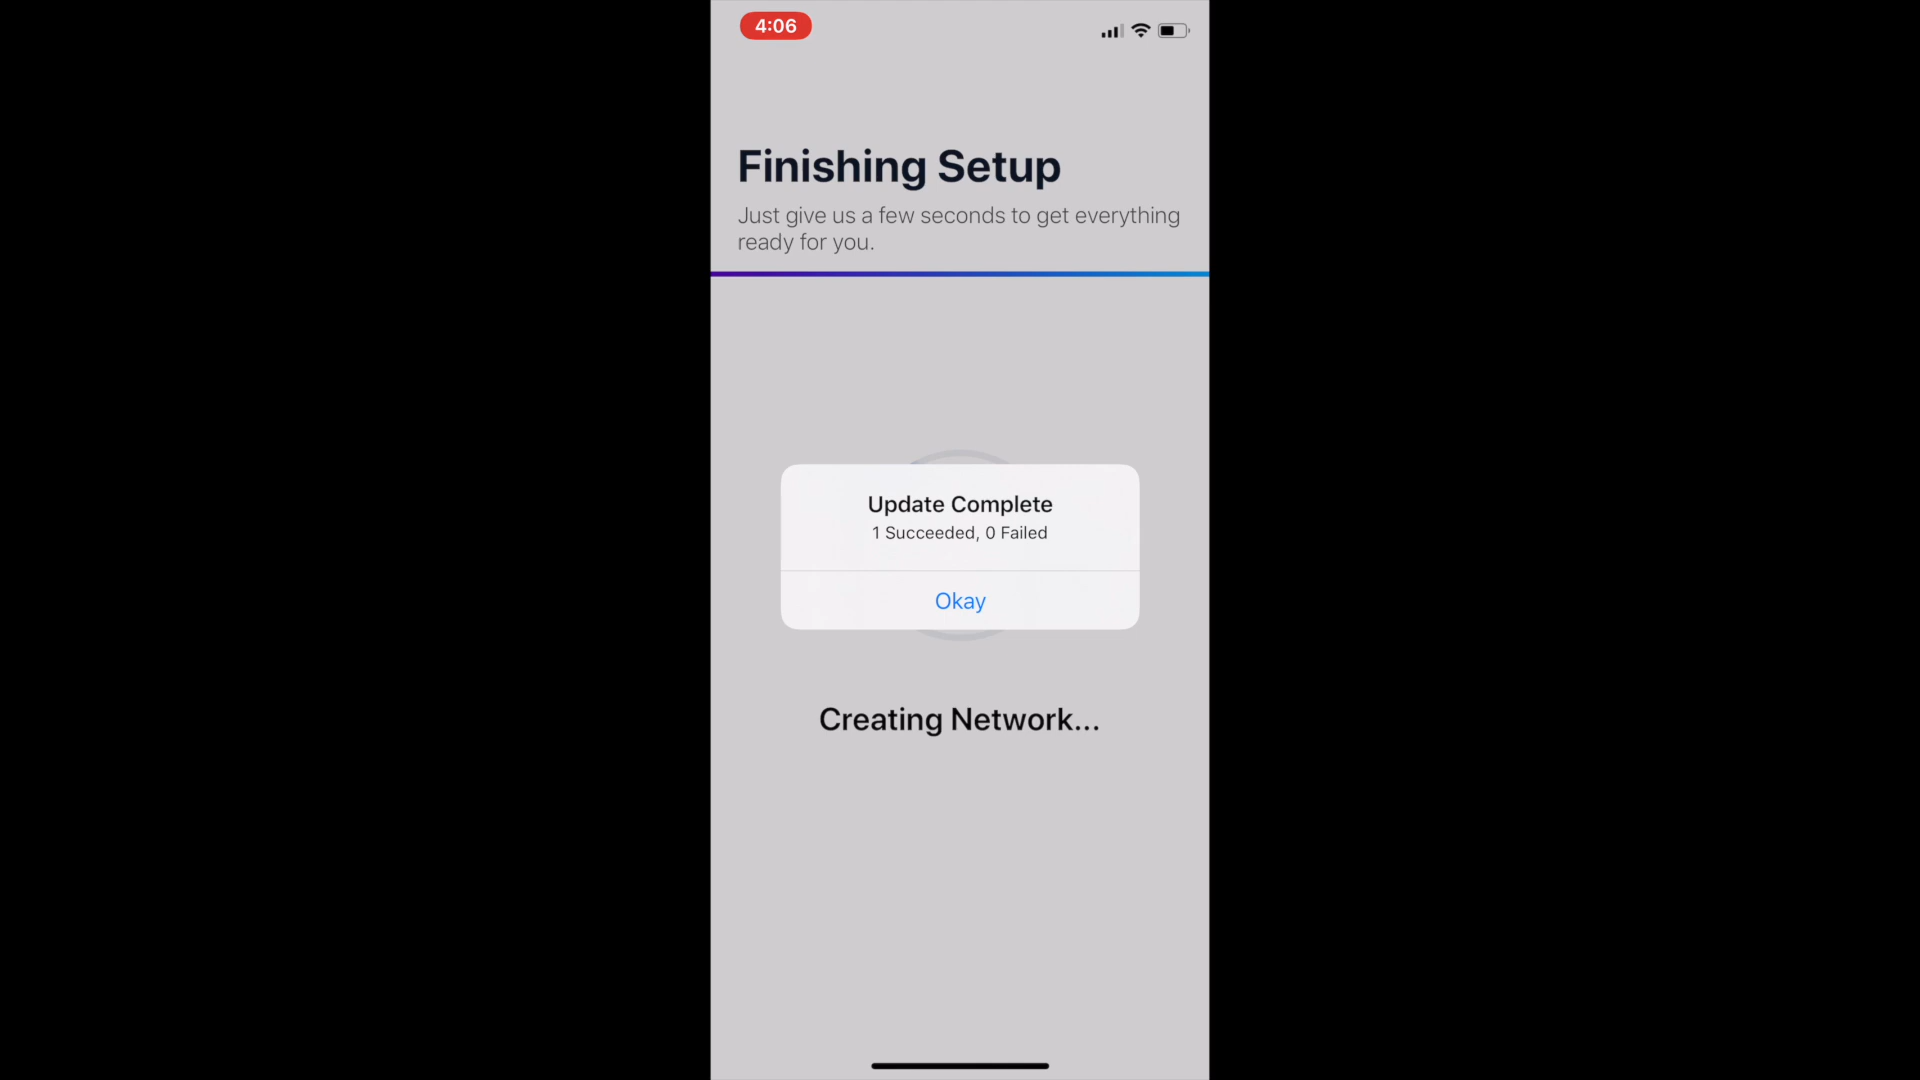 4:06
Finishing Setup
Just give us a few seconds to get everything
ready for you.
Update Complete
1 Succeeded, 0 Failed
Okay
Creating Network...